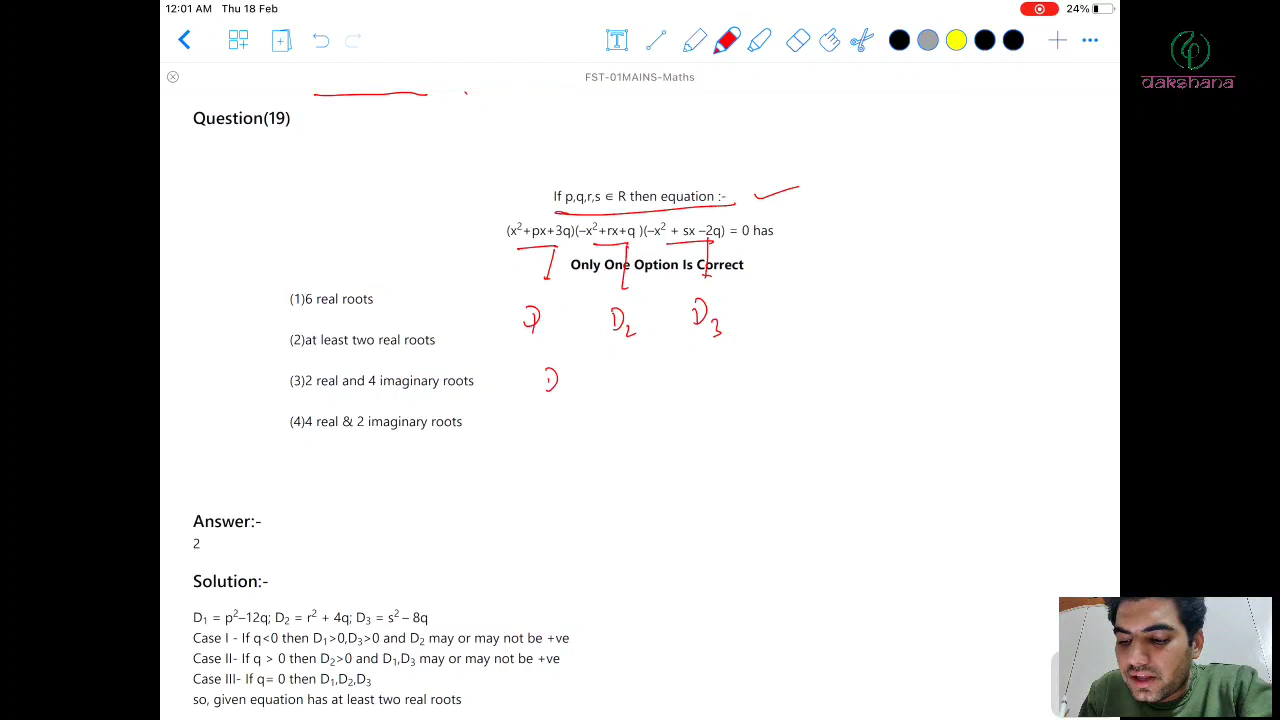 12:01 AM Thu 18 Feb
24%
FST-01MAINS-Maths
dakshana
Question(19)
If p,q,r,s ∈ R then equation :-
(x²+px+3q)(–x²+rx+q )(–x² + sx –2q) = 0 has
Only One Option Is Correct
(1)6 real roots
D₂ D₃
(2)at least two real roots
(3)2 real and 4 imaginary roots
D
(4)4 real & 2 imaginary roots
Answer:-
2
Solution:-
D₁ = p²–12q; D₂ = r² + 4q; D₃ = s² – 8q
Case I - If q<0 then D₁>0,D₃>0 and D₂ may or may not be +ve
Case II- If q > 0 then D₂>0 and D₁,D₃ may or may not be +ve
Case III- If q= 0 then D₁,D₂,D₃
so, given equation has at least two real roots